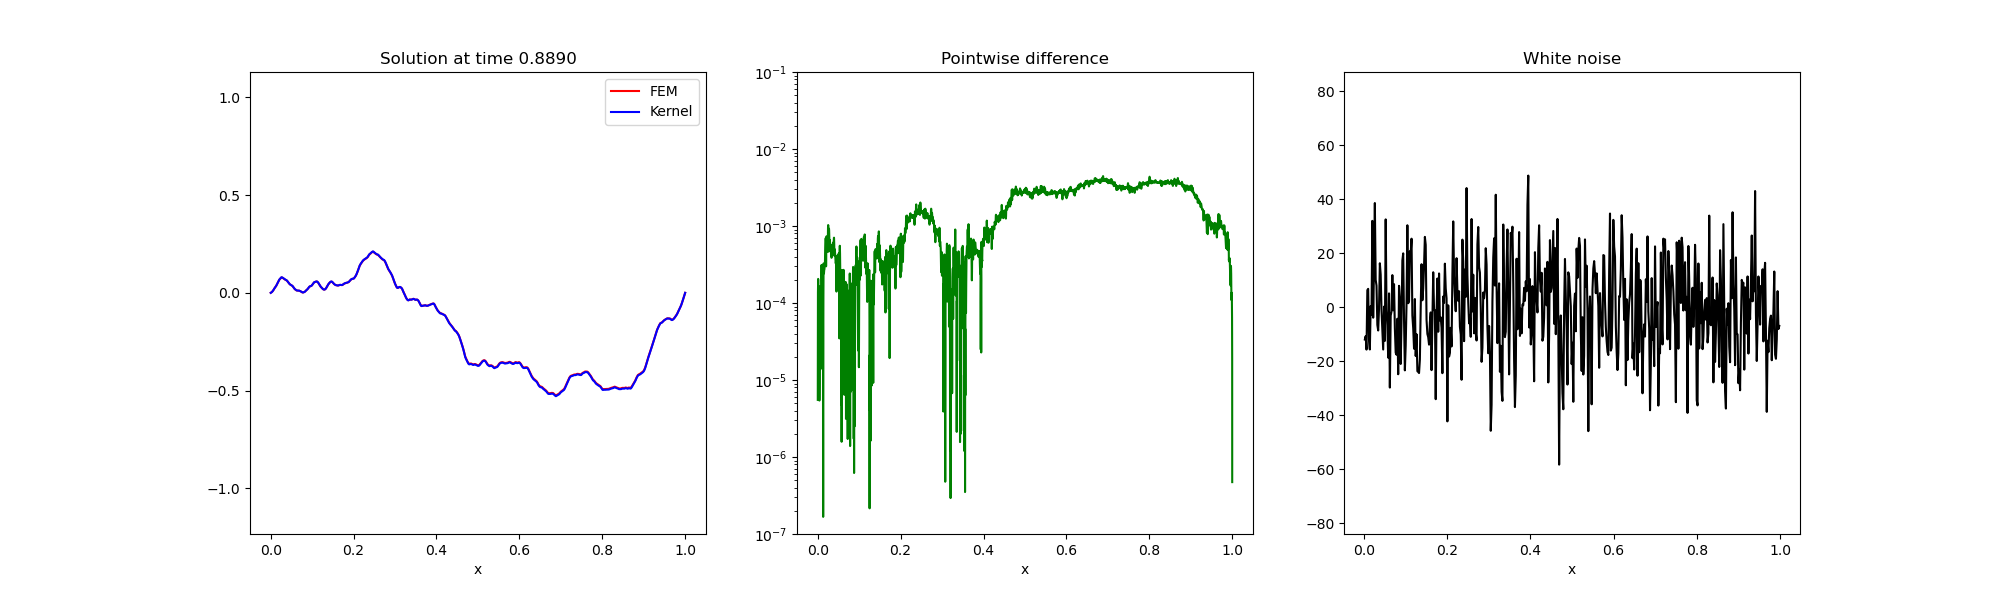 Solution at time 0.8890
1.0
0.5
0.0
−0.5
−1.0
FEM
Kernel
0.0 0.2 0.4 0.6 0.8 1.0
x
Pointwise difference
10⁻¹
10⁻²
10⁻³
10⁻⁴
10⁻⁵
10⁻⁶
10⁻⁷
0.0 0.2 0.4 0.6 0.8 1.0
x
White noise
80
60
40
20
0
−20
−40
−60
−80
0.0 0.2 0.4 0.6 0.8 1.0
x